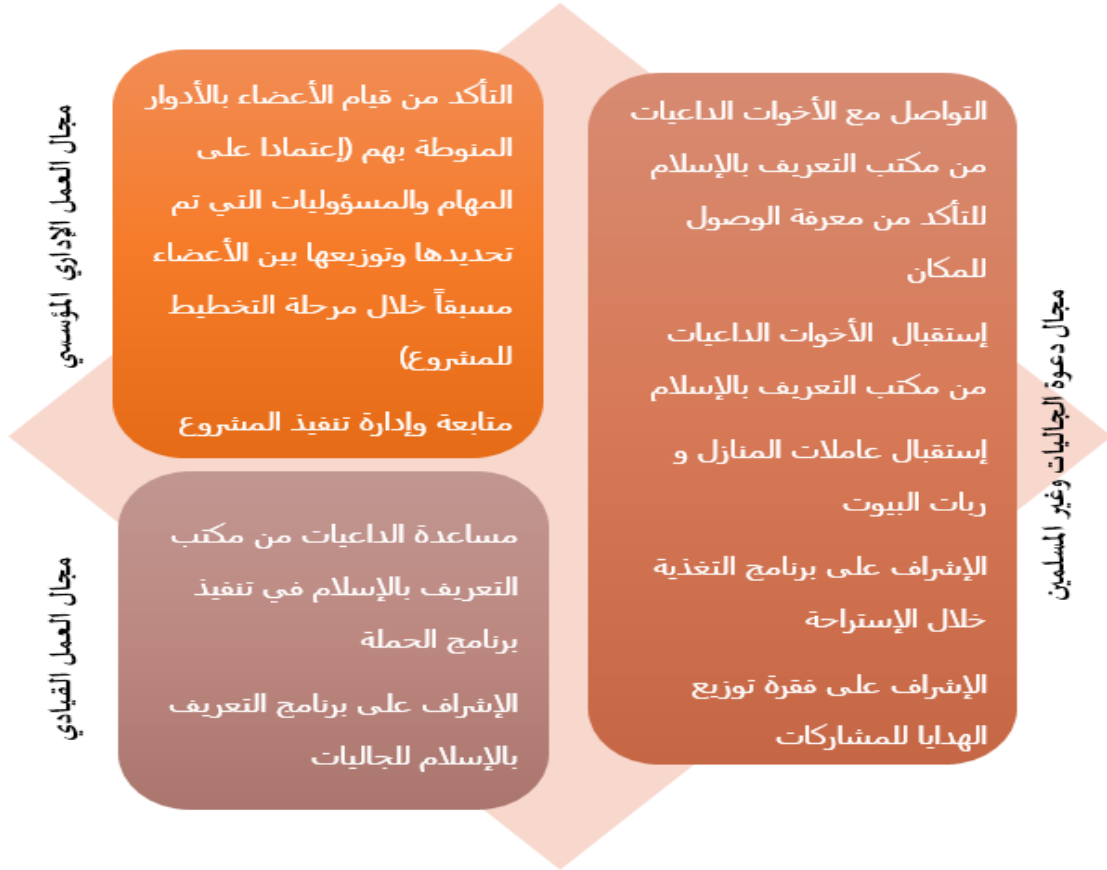 مجال دعوة الجاليات وغير المسلمين
التواصل مع الأخوات الداعيات
من مكتب التعريف بالإسلام
للتأكد من معرفة الوصول
للمكان
إستقبال الأخوات الداعيات
من مكتب التعريف بالإسلام
إستقبال عاملات المنازل و
ربات البيوت
الإشراف على برنامج التغذية
خلال الإستراحة
الإشراف على فقرة توزيع
الهدايا للمشاركات
مجال العمل الإداري المؤسسي
التأكد من قيام الأعضاء بالأدوار
المنوطة بهم (إعتمادا على
المهام والمسؤوليات التي تم
تحديدها وتوزيعها بين الأعضاء
مسبقاً خلال مرحلة التخطيط
للمشروع)
متابعة وإدارة تنفيذ المشروع
مجال العمل القيادي
مساعدة الداعيات من مكتب
التعريف بالإسلام في تنفيذ
برنامج الحملة
الإشراف على برنامج التعريف
بالإسلام للجاليات